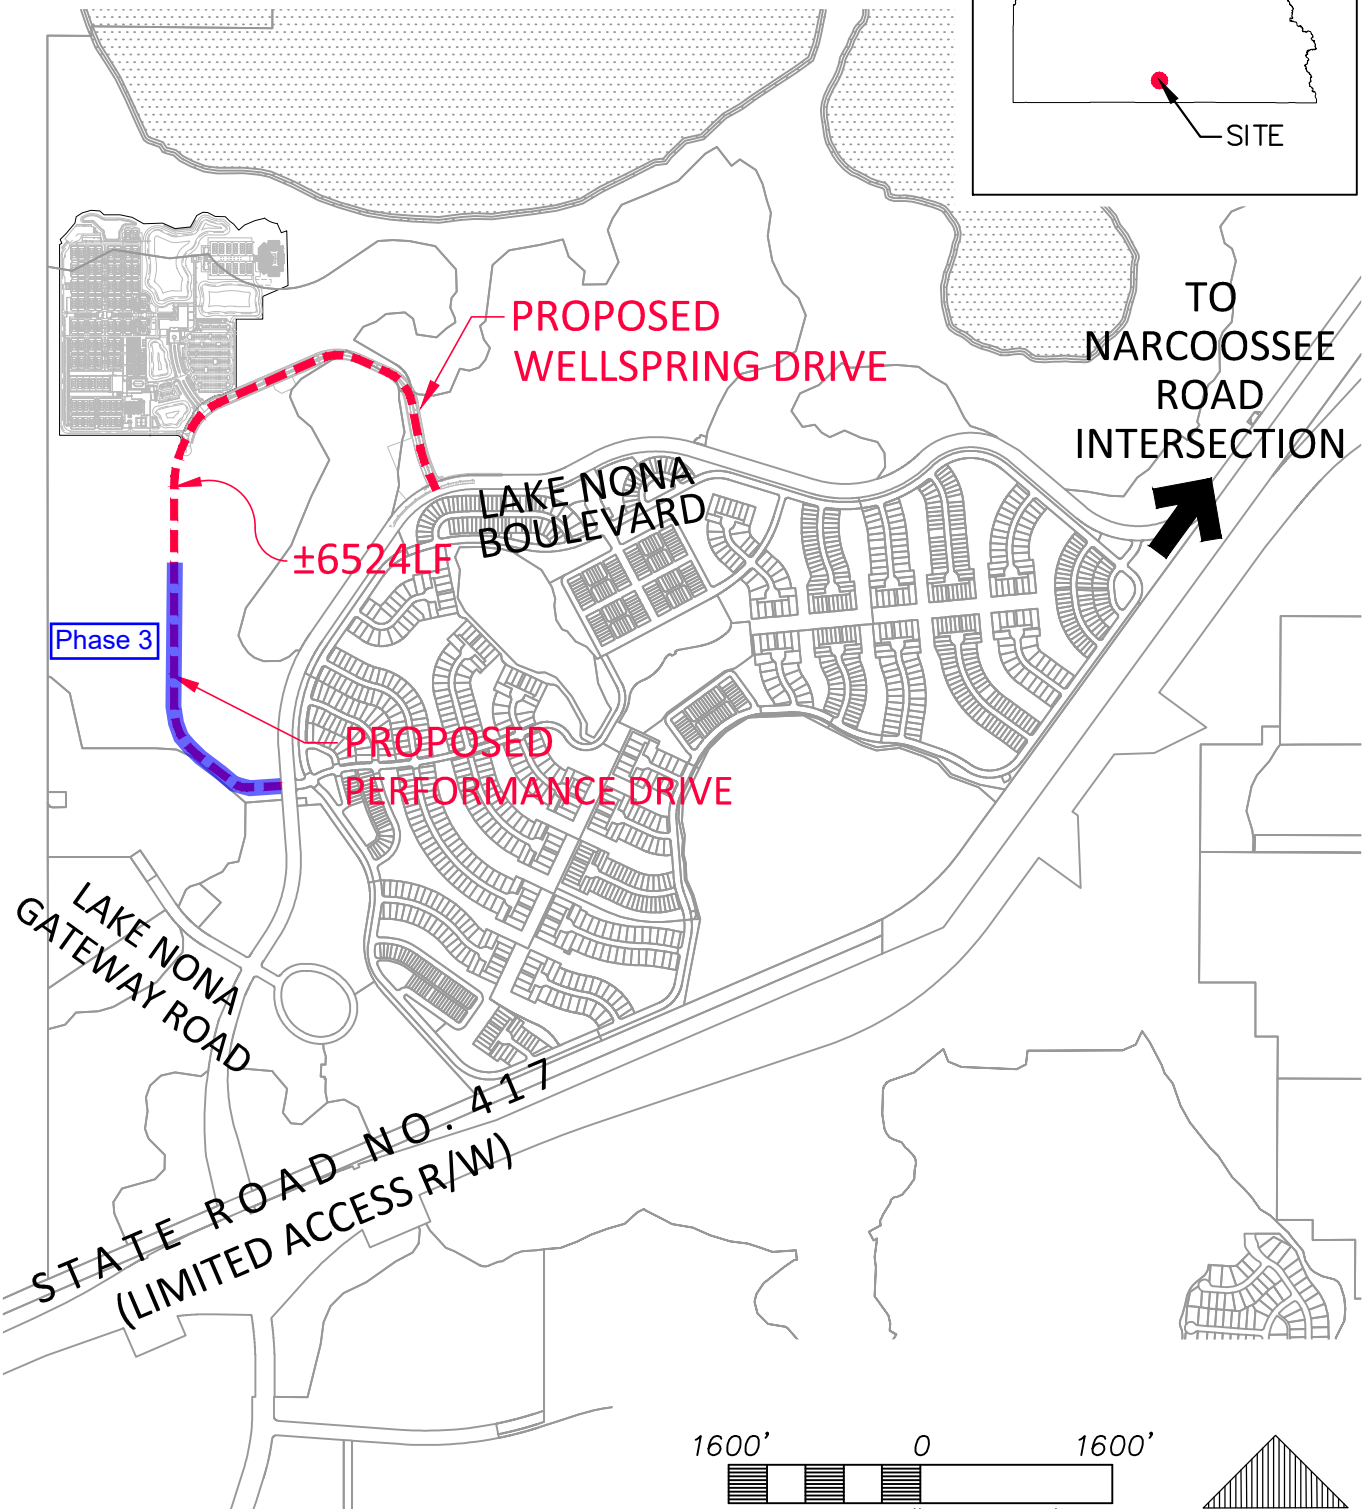 SITE
TO
NARCOOSSEE
ROAD
INTERSECTION
PROPOSED
WELLSPRING DRIVE
LAKE NONA
BOULEVARD
±6524LF
Phase 3
PROPOSED
PERFORMANCE DRIVE
LAKE NONA
GATEWAY ROAD
STATE ROAD NO. 417
(LIMITED ACCESS R/W)
1600' 0 1600'